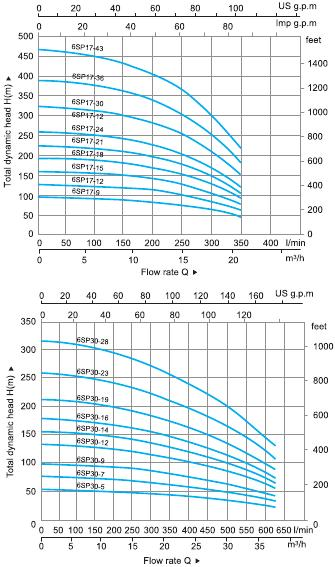 0 20 40 60 80 100 US g.p.m
0 20 40 60 80 Imp g.p.m
500 feet
450
400 1400
350 1200
300 1000
250 800
200 600
150 400
100 200
50
0 0
Total dynamic head H(m)
6SP17-43
6SP17-36
6SP17-30
6SP17-12
6SP17-24
6SP17-21
6SP17-18
6SP17-15
6SP17-12
6SP17-9
0 50 100 150 200 250 300 350 400 l/min
0 5 10 15 20 m³/h
Flow rate Q
0 20 40 60 80 100 120 140 160 US g.p.m
0 20 40 60 80 100 120
350 feet
300 1000
250 800
200 600
150 400
100 200
50
0 0
Total dynamic head H(m)
6SP30-28
6SP30-23
6SP30-19
6SP30-16
6SP30-14
6SP30-12
6SP30-9
6SP30-7
6SP30-5
0 50 100 150 200 250 300 350 400 450 500 550 600 650 l/min
0 5 10 15 20 25 30 35 m³/h
Flow rate Q